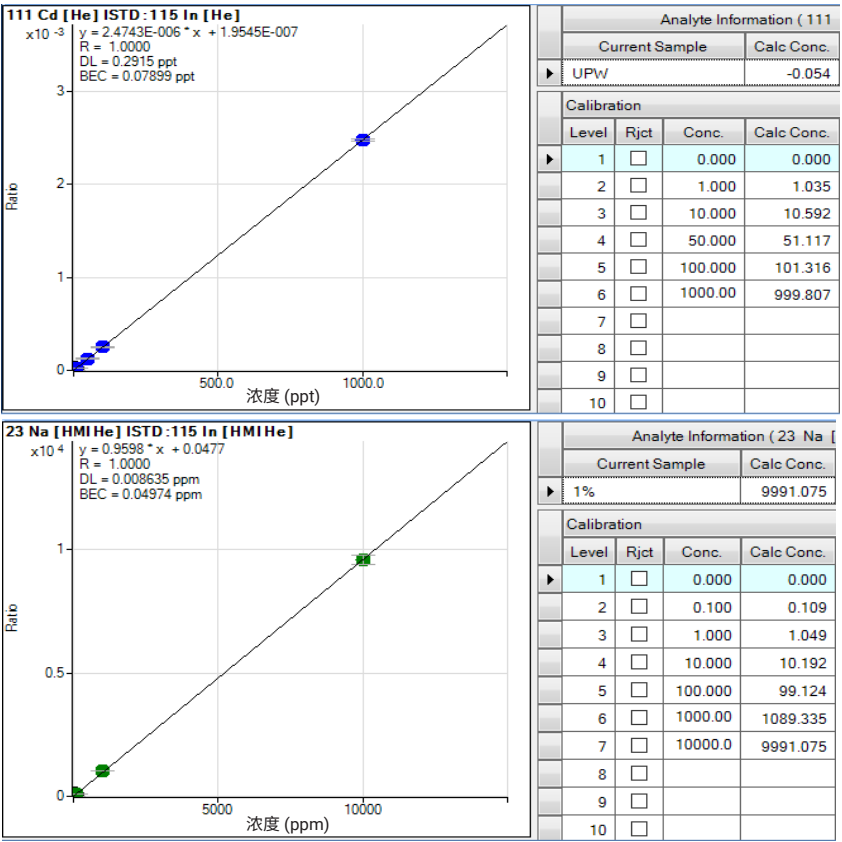 111 Cd [He] ISTD :115 In [He]
x10 -3
y = 2.4743E-006 * x + 1.9545E-007
R = 1.0000
DL = 0.2915 ppt
BEC = 0.07899 ppt
3
2
1
0
Ratio
500.0 1000.0
浓度 (ppt)
Analyte Information ( 111
Current Sample Calc Conc.
UPW -0.054
Calibration
Level Rjct Conc. Calc Conc.
1 0.000 0.000
2 1.000 1.035
3 10.000 10.592
4 50.000 51.117
5 100.000 101.316
6 1000.00 999.807
7
8
9
10
23 Na [HMIHe] ISTD :115 In [HMIHe]
x10 4
y = 0.9598 * x + 0.0477
R = 1.0000
DL = 0.008635 ppm
BEC = 0.04974 ppm
1
0.5
0
Ratio
5000 10000
浓度 (ppm)
Analyte Information ( 23 Na [
Current Sample Calc Conc.
1% 9991.075
Calibration
Level Rjct Conc. Calc Conc.
1 0.000 0.000
2 0.100 0.109
3 1.000 1.049
4 10.000 10.192
5 100.000 99.124
6 1000.00 1089.335
7 10000.0 9991.075
8
9
10